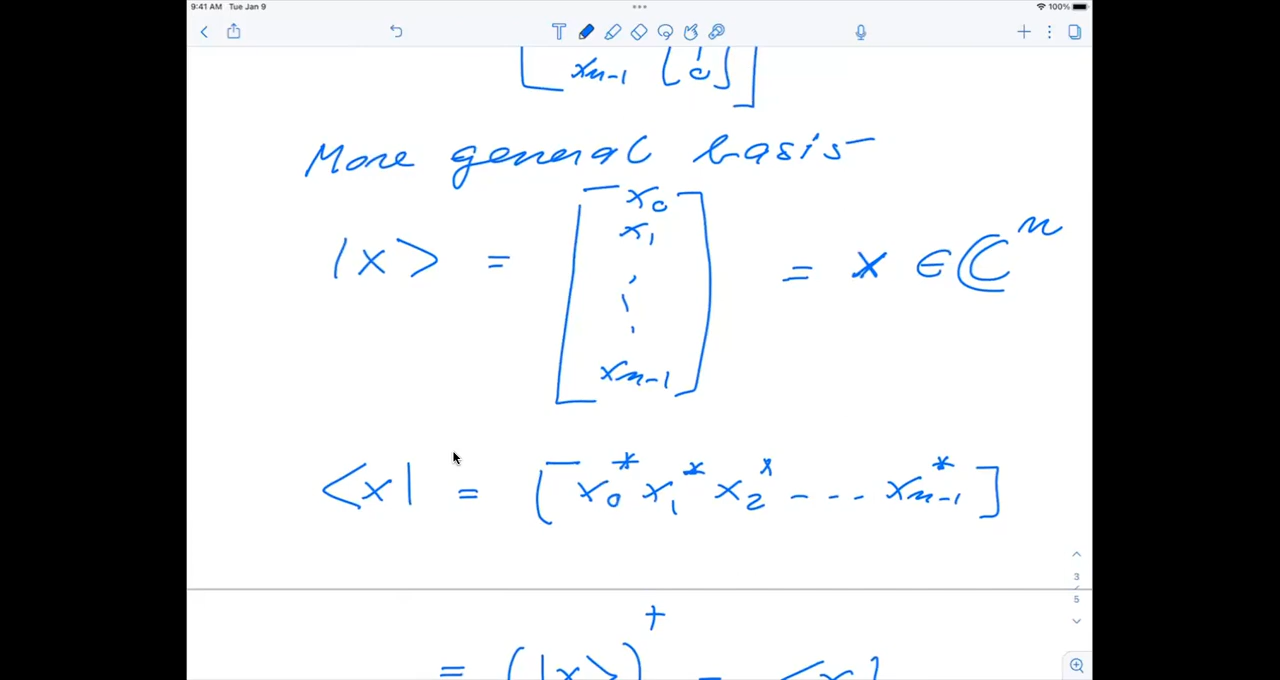 9:41 AM Tue Jan 9
100%
xn-1
More general basis
|x> = [x0 x1 ⋮ xn-1] = x ∈ ℂ^n
<x| = [x0* x1* x2* - - - - xn-1*]
3
5
= (|x>)† = <x|